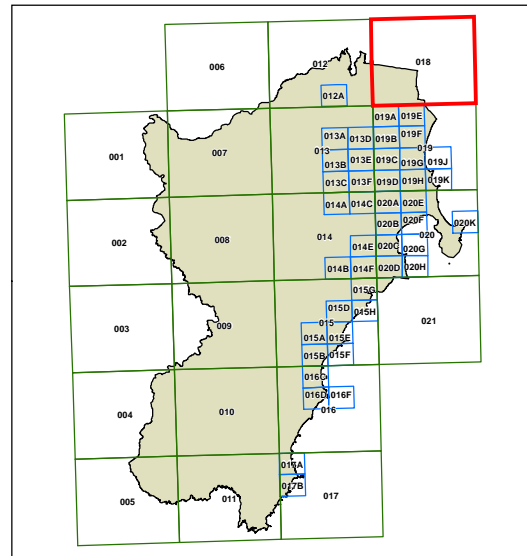 018
012
006
012A
019A 019E
013A 013D 019B 019F
013 019
001 007
013B 013E 019C 019G 019J
013C 013F 019D 019H 019K
014A 014C 020A 020E
020B 020F 020K
002 008 014 020
014E 020C 020G
014B 014F 020D 020H
015G
015D 015H
003 009 015 021
015A 015E
015B 015F
016C
004 010 016D 016F
016
017A
017B
005 011 017